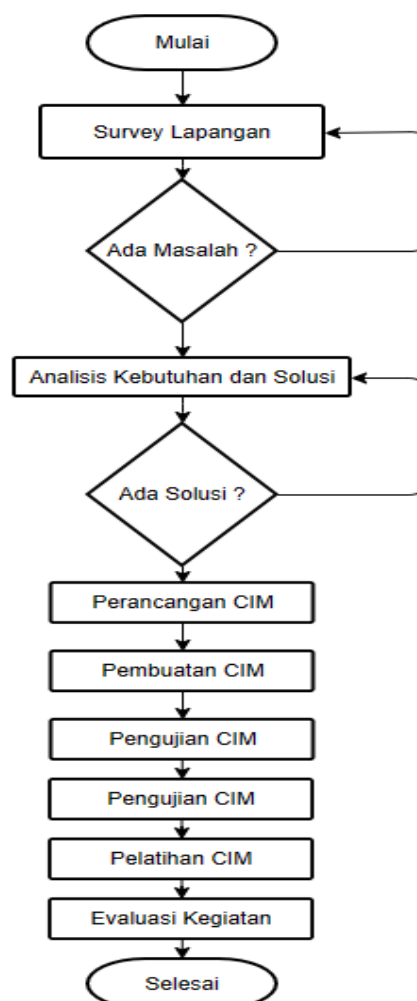 Mulai
Survey Lapangan
Ada Masalah ?
Analisis Kebutuhan dan Solusi
Ada Solusi ?
Perancangan CIM
Pembuatan CIM
Pengujian CIM
Pengujian CIM
Pelatihan CIM
Evaluasi Kegiatan
Selesai